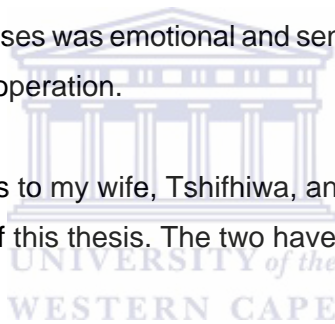 ses was emotional and ser
operation.
s to my wife, Tshifhiwa, an
f this thesis. The two have
UNIVERSITY of the
WESTERN CAPE